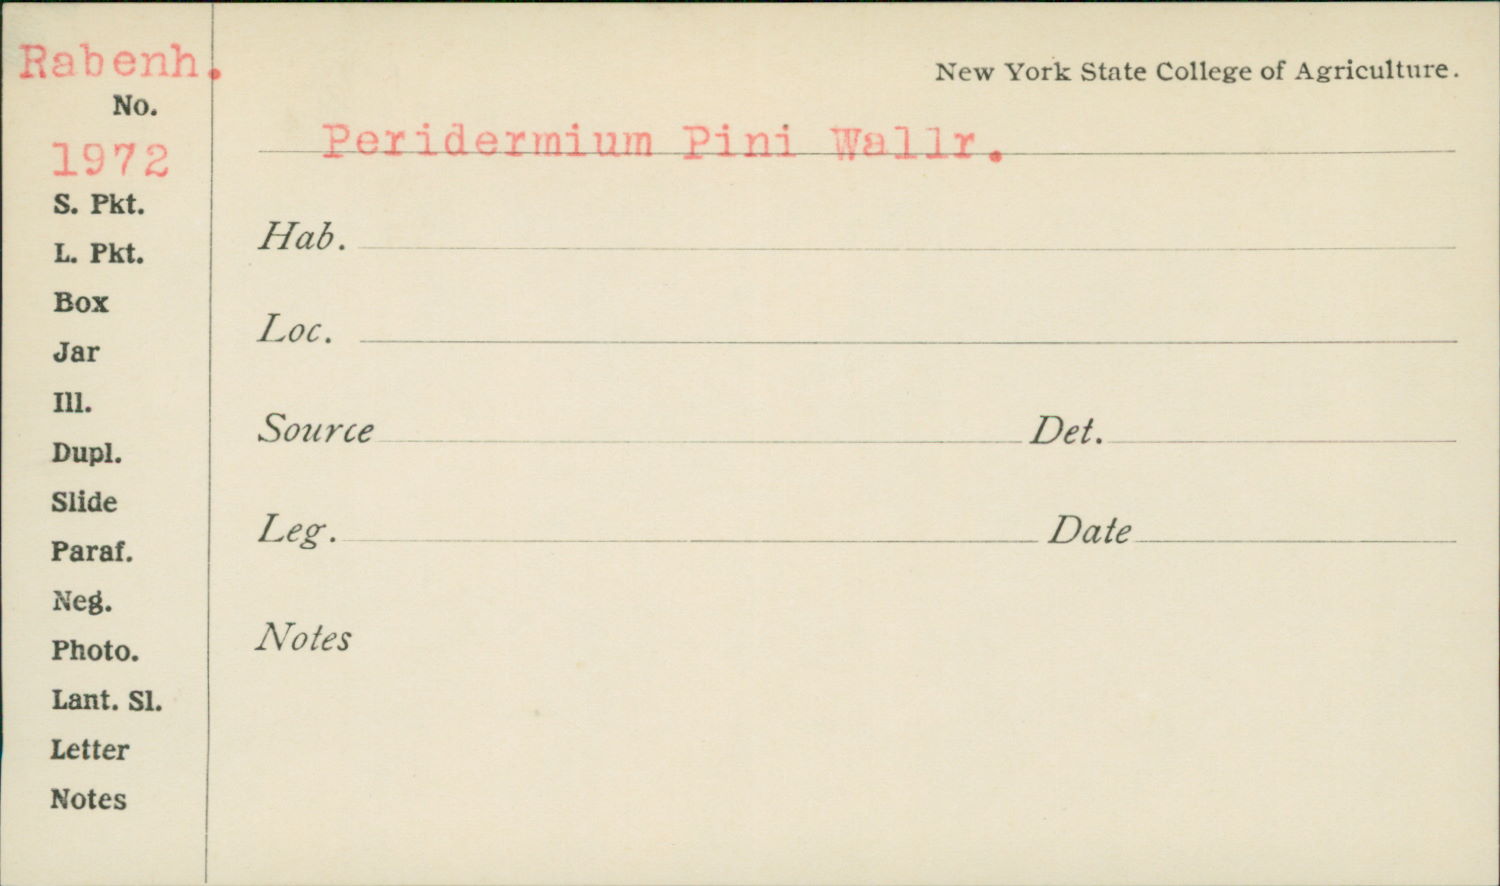 Rabenh.
No.
1972
S. Pkt.
L. Pkt.
Box
Jar
Ill.
Dupl.
Slide
Paraf.
Neg.
Photo.
Lant. Sl.
Letter
Notes
New York State College of Agriculture.
Peridermium Pini Wallr.
Hab.
Loc.
Source Det.
Leg. Date
Notes